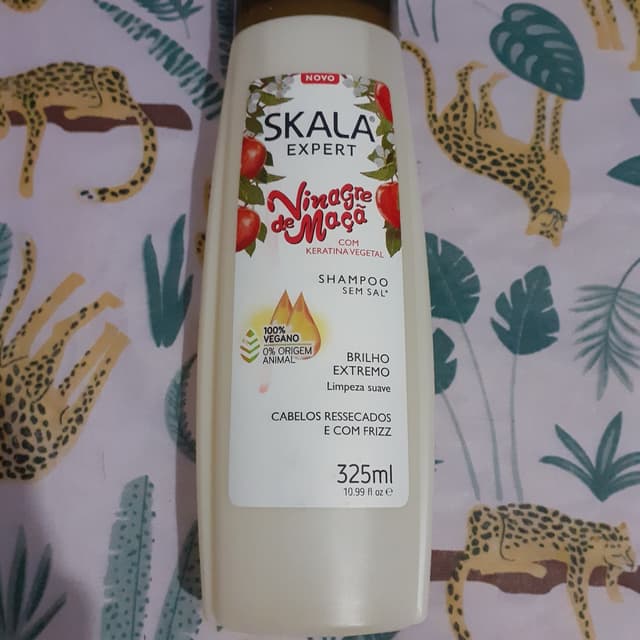 NOVO
SKALA®
EXPERT
Vinagre
de Maçã
COM
KERATINA VEGETAL
SHAMPOO
SEM SAL*
100%
VEGANO
0% ORIGEM
ANIMAL*
BRILHO
EXTREMO
Limpeza suave
CABELOS RESSECADOS
E COM FRIZZ
325ml
10.99 fl oz e